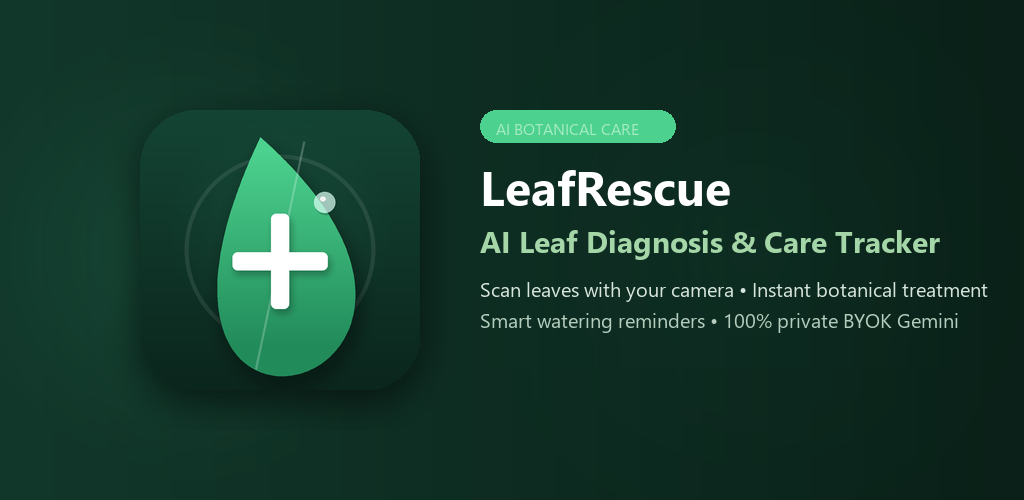 AI BOTANICAL CARE
LeafRescue
AI Leaf Diagnosis & Care Tracker
Scan leaves with your camera • Instant botanical treatment
Smart watering reminders • 100% private BYOK Gemini